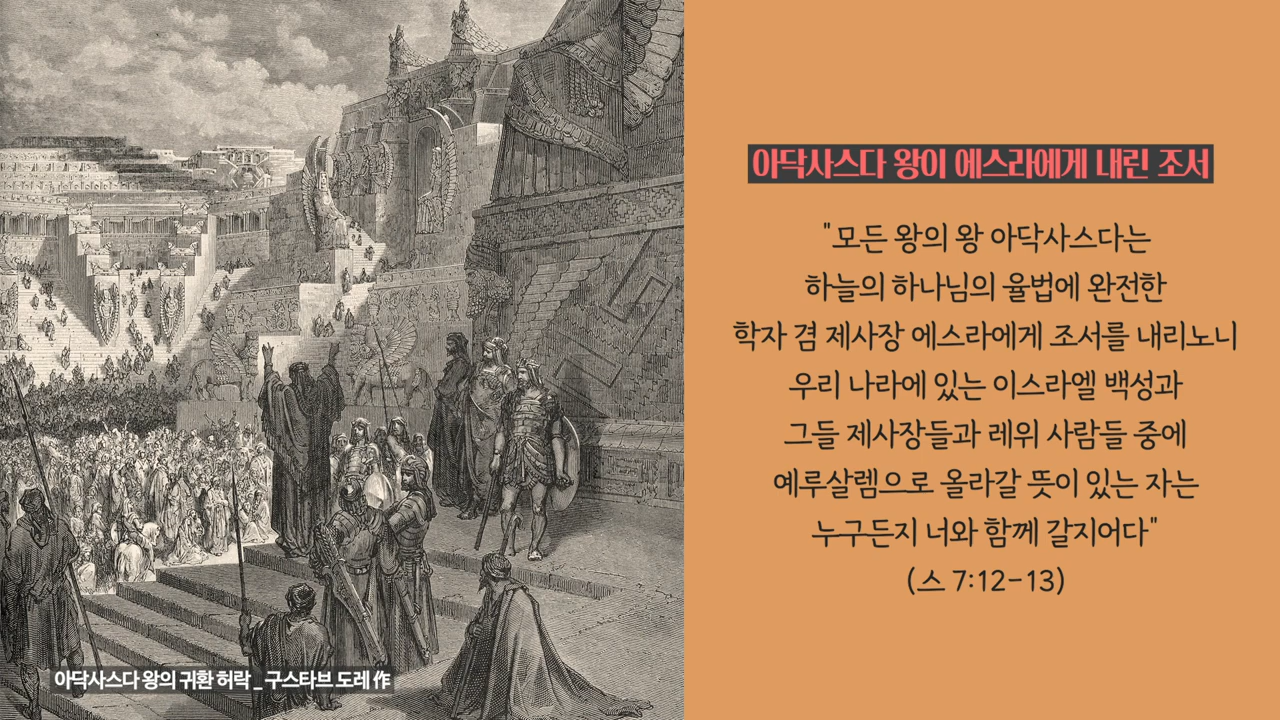 아닥사스다 왕이 에스라에게 내린 조서
"모든 왕의 왕 아닥사스다는
하늘의 하나님의 율법에 완전한
학자 겸 제사장 에스라에게 조서를 내리노니
우리 나라에 있는 이스라엘 백성과
그들 제사장들과 레위 사람들 중에
예루살렘으로 올라갈 뜻이 있는 자는
누구든지 너와 함께 갈지어다"
(스 7:12-13)
아닥사스다 왕의 귀환 허락 _ 구스타브 도레 作